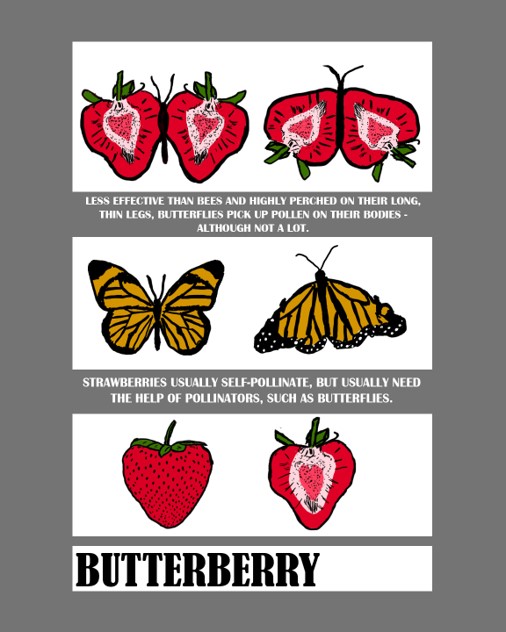 LESS EFFECTIVE THAN BEES AND HIGHLY PERCHED ON THEIR LONG,
THIN LEGS, BUTTERFLIES PICK UP POLLEN ON THEIR BODIES -
ALTHOUGH NOT A LOT.
STRAWBERRIES USUALLY SELF-POLLINATE, BUT USUALLY NEED
THE HELP OF POLLINATORS, SUCH AS BUTTERFLIES.
BUTTERBERRY